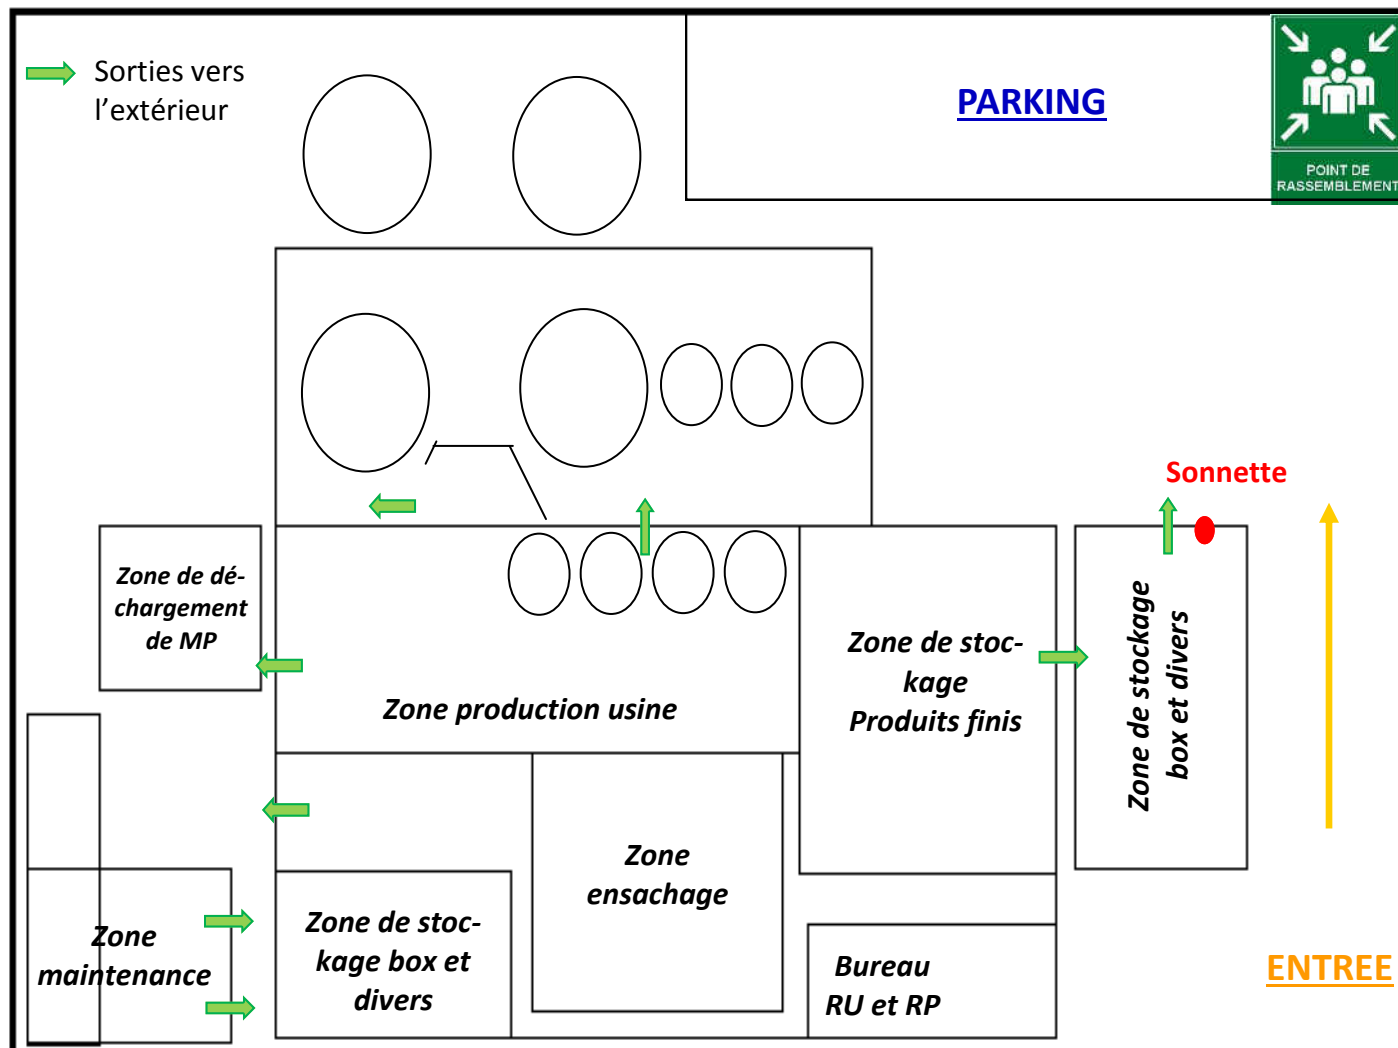 Sorties vers
l’extérieur
PARKING
POINT DE
RASSEMBLEMENT
Sonnette
Zone de dé-
chargement
de MP
Zone production usine
Zone de stoc-
kage
Produits finis
Zone de stockage
box et divers
Zone
ensachage
Zone
maintenance
Zone de stoc-
kage box et
divers
Bureau
RU et RP
ENTREE